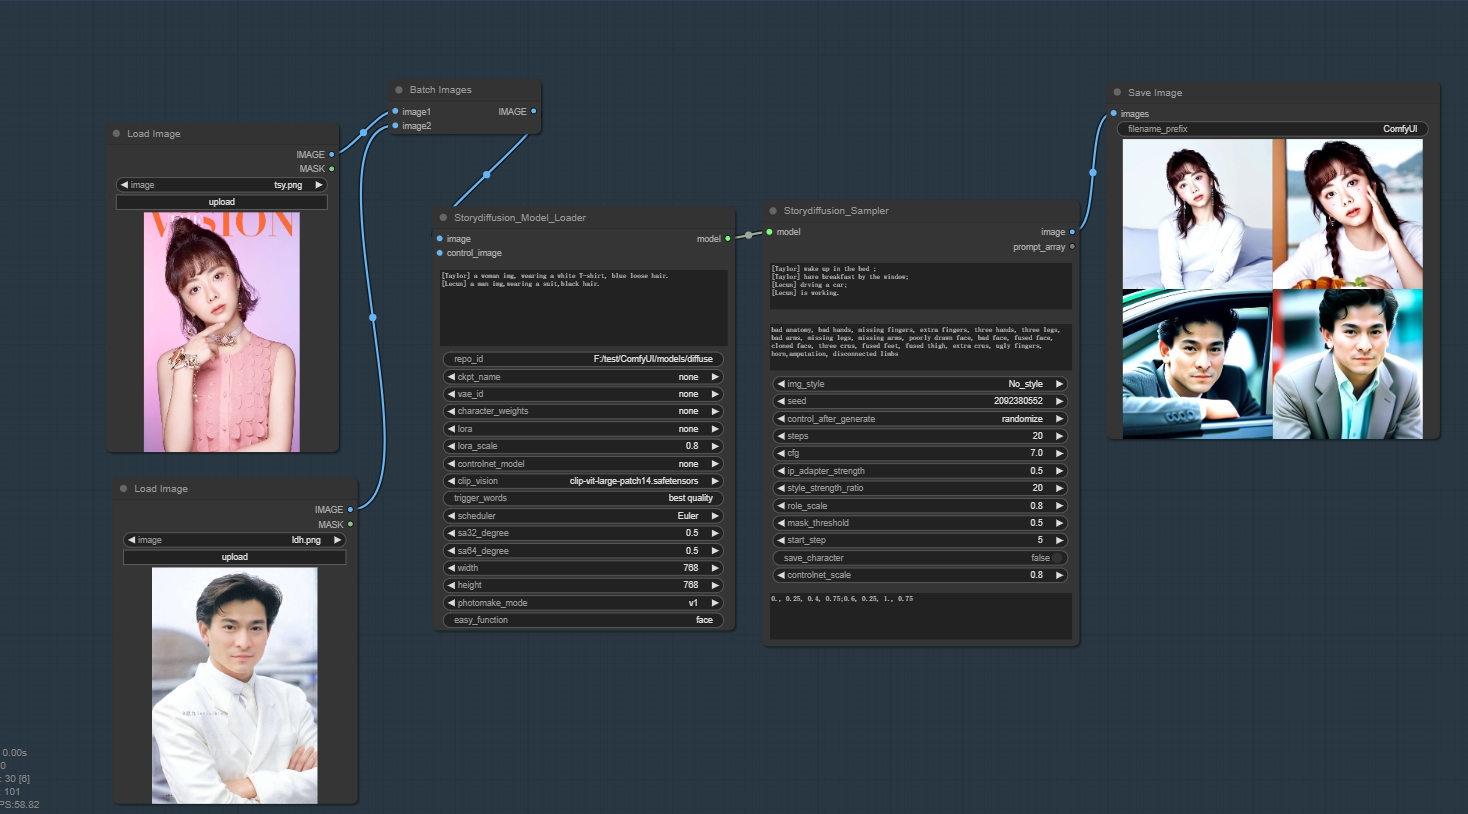 Load Image
IMAGE
MASK
image tsy.png
upload
VISION
Load Image
IMAGE
MASK
image ldh.png
upload
Batch Images
image1 IMAGE
image2
Storydiffusion_Model_Loader
image model
control_image
[Taylor] a woman img, wearing a white T-shirt, blue loose hair.
[Lecun] a man img,wearing a suit,black hair.
repo_id F:/test/ComfyUI/models/diffuse
ckpt_name none
vae_id none
character_weights none
lora none
lora_scale 0.8
controlnet_model none
clip_vision clip-vit-large-patch14.safetensors
trigger_words best quality
scheduler Euler
sa32_degree 0.5
sa64_degree 0.5
width 768
height 768
photomake_mode v1
easy_function face
Storydiffusion_Sampler
model image
prompt_array
[Taylor] wake up in the bed ;
[Taylor] have breakfast by the window;
[Lecun] drving a car;
[Lecun] is working.
bad anatomy, bad hands, missing fingers, extra fingers, three hands, three legs,
bad arms, missing legs, missing arms, poorly drawn face, bad face, fused face,
cloned face, three crus, fused feet, fused thigh, extra crus, ugly fingers,
horn,amputation, disconnected limbs
img_style No_style
seed 2092380552
control_after_generate randomize
steps 20
cfg 7.0
ip_adapter_strength 0.5
style_strength_ratio 20
role_scale 0.8
mask_threshold 0.5
start_step 5
save_character false
controlnet_scale 0.8
0., 0.25, 0.4, 0.75;0.6, 0.25, 1., 0.75
Save Image
images
filename_prefix ComfyUI
0.00s
0
: 30 [6]
: 101
PS:58.82